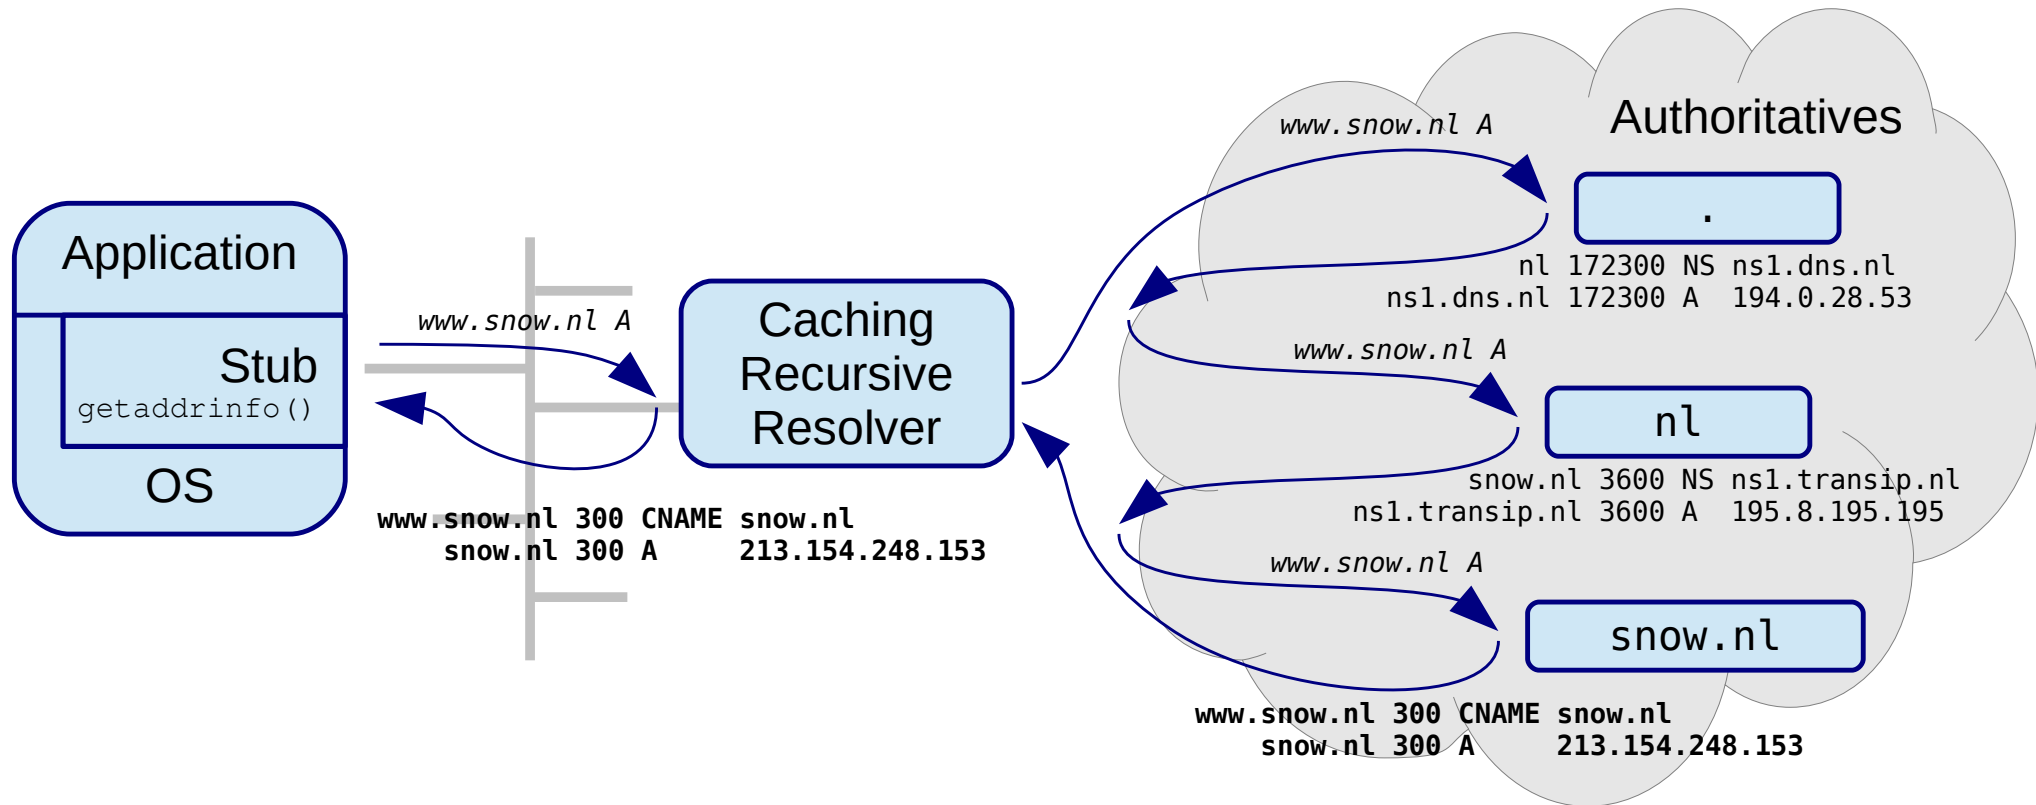 Application
Stub
getaddrinfo()
OS
www.snow.nl A
www.snow.nl 300 CNAME snow.nl
snow.nl 300 A 213.154.248.153
Caching
Recursive
Resolver
Authoritatives
www.snow.nl A
.
nl 172300 NS ns1.dns.nl
ns1.dns.nl 172300 A 194.0.28.53
www.snow.nl A
nl
snow.nl 3600 NS ns1.transip.nl
ns1.transip.nl 3600 A 195.8.195.195
www.snow.nl A
snow.nl
www.snow.nl 300 CNAME snow.nl
snow.nl 300 A 213.154.248.153